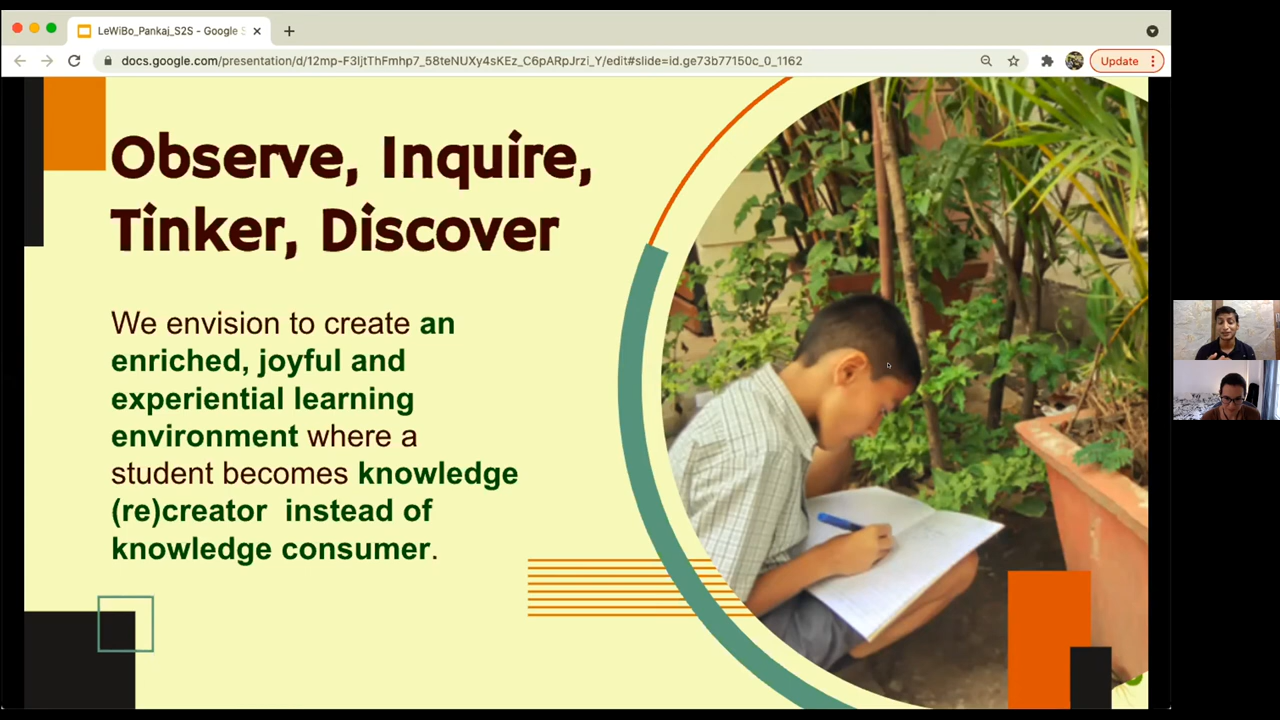 LeWiBo_Pankaj_S2S - Google S
docs.google.com/presentation/d/12mp-F3ljtThFmhp7_58teNUXy4sKEz_C6pARpJrzi_Y/edit#slide=id.ge73b77150c_0_1162
Update
Observe, Inquire,
Tinker, Discover
We envision to create an
enriched, joyful and
experiential learning
environment where a
student becomes knowledge
(re)creator instead of
knowledge consumer.